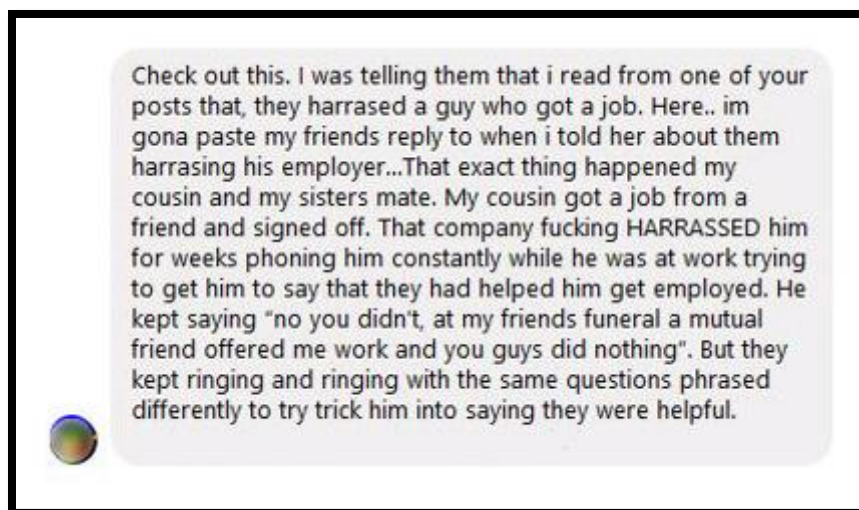 Check out this. I was telling them that i read from one of your
posts that, they harrased a guy who got a job. Here.. im
gona paste my friends reply to when i told her about them
harrasing his employer...That exact thing happened my
cousin and my sisters mate. My cousin got a job from a
friend and signed off. That company fucking HARRASSED him
for weeks phoning him constantly while he was at work trying
to get him to say that they had helped him get employed. He
kept saying "no you didn't, at my friends funeral a mutual
friend offered me work and you guys did nothing". But they
kept ringing and ringing with the same questions phrased
differently to try trick him into saying they were helpful.